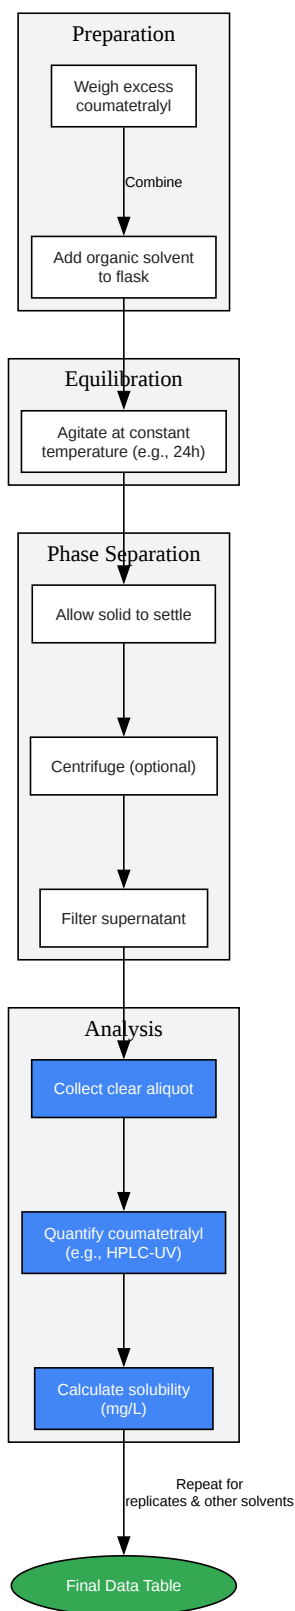 Preparation
Weigh excess
coumatetralyl
Combine
Add organic solvent
to flask
Equilibration
Agitate at constant
temperature (e.g., 24h)
Phase Separation
Allow solid to settle
Centrifuge (optional)
Filter supernatant
Analysis
Collect clear aliquot
Quantify coumatetralyl
(e.g., HPLC-UV)
Calculate solubility
(mg/L)
Repeat for
replicates & other solvents
Final Data Table